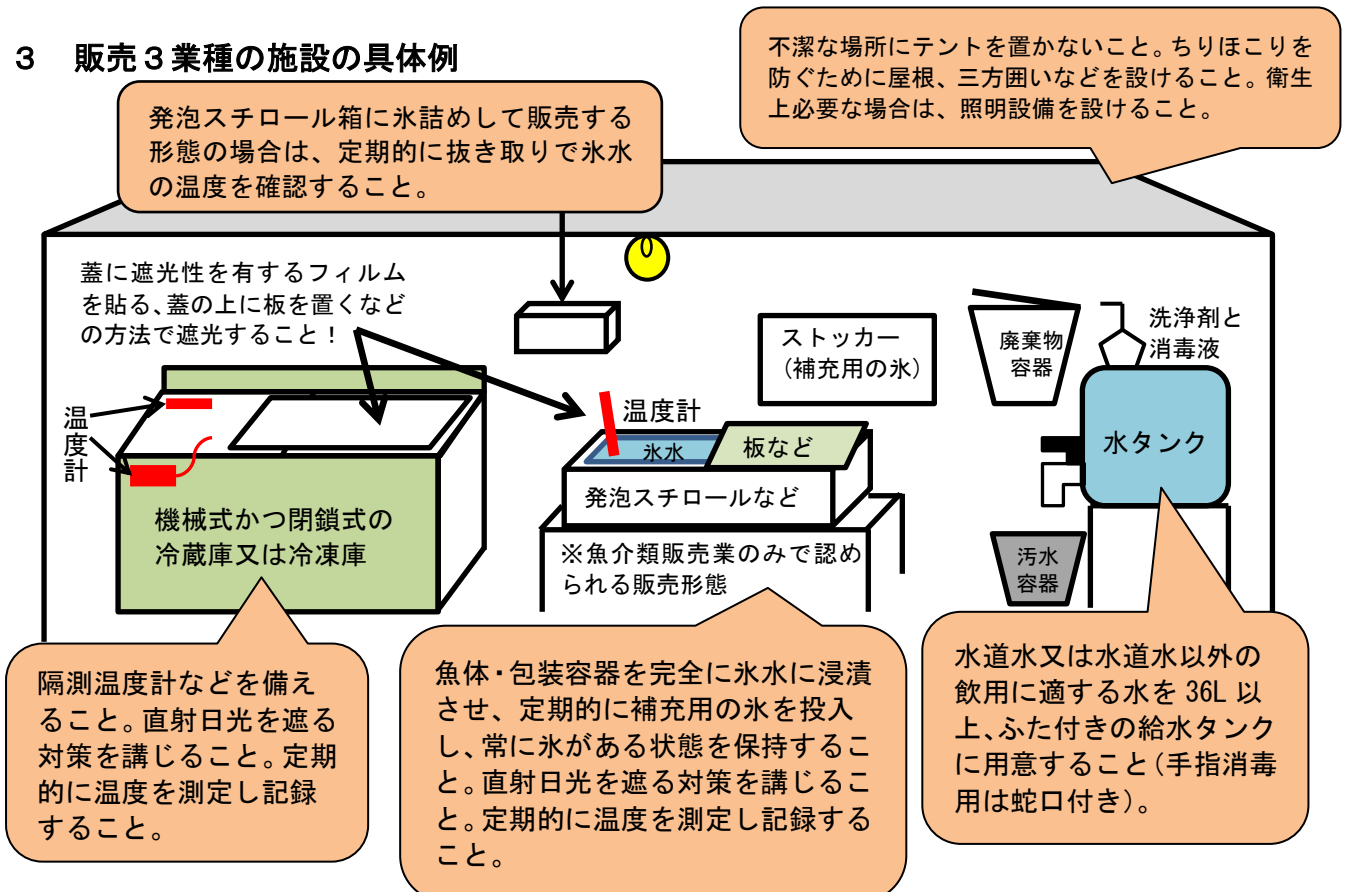 3 販売3業種の施設の具体例
不潔な場所にテントを置かないこと。ちりほこりを
防ぐために屋根、三方囲いなどを設けること。衛生
上必要な場合は、照明設備を設けること。
発泡スチロール箱に氷詰めして販売する
形態の場合は、定期的に抜き取りで氷水
の温度を確認すること。
蓋に遮光性を有するフィルム
を貼る、蓋の上に板を置くなど
の方法で遮光すること！
温度計
機械式かつ閉鎖式の
冷蔵庫又は冷凍庫
温度計
氷水
板など
発泡スチロールなど
※魚介類販売業のみで認め
られる販売形態
ストッカー
（補充用の氷）
廃棄物
容器
洗浄剤と
消毒液
水タンク
汚水
容器
隔測温度計などを備え
ること。直射日光を遮る
対策を講じること。定期
的に温度を測定し記録
すること。
魚体・包装容器を完全に氷水に浸漬
させ、定期的に補充用の氷を投入
し、常に氷がある状態を保持するこ
と。直射日光を遮る対策を講じるこ
と。定期的に温度を測定し記録する
こと。
水道水又は水道水以外の
飲用に適する水を 36L 以
上、ふた付きの給水タンク
に用意すること（手指消毒
用は蛇口付き）。